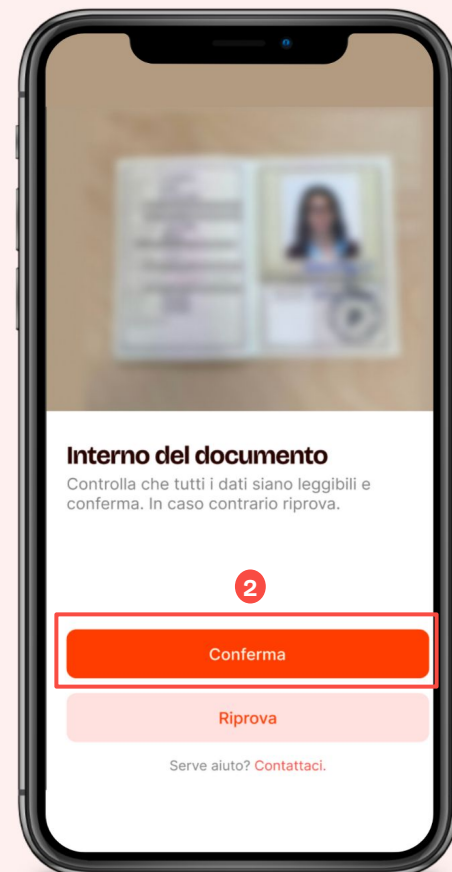 Interno del documento
Controlla che tutti i dati siano leggibili e
conferma. In caso contrario riprova.
2
Conferma
Riprova
Serve aiuto? Contattaci.